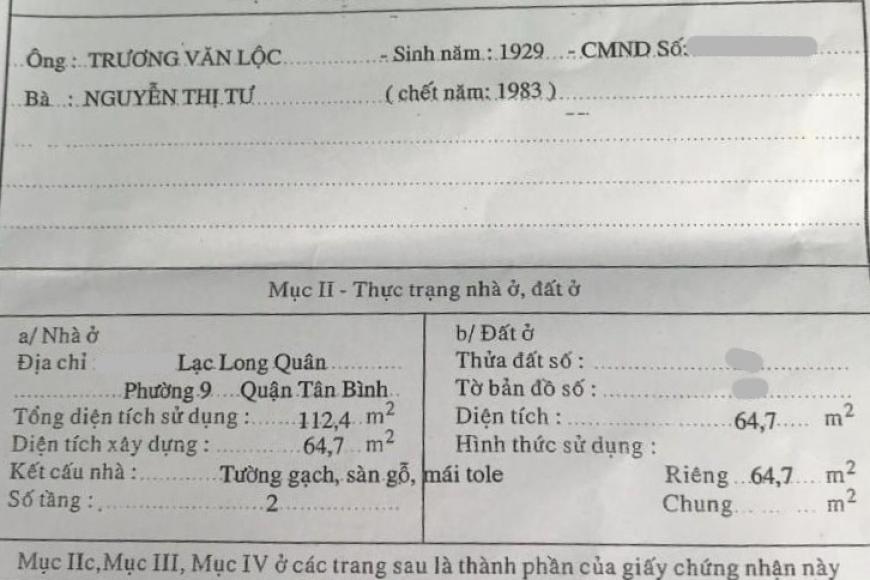 Ông : TRƯƠNG VĂN LỘC - Sinh năm : 1929 - CMND Số:
Bà : NGUYỄN THỊ TƯ ( chết năm: 1983 )
Mục II - Thực trạng nhà ở, đất ở
a/ Nhà ở
Địa chỉ Lạc Long Quân
Phường 9 Quận Tân Bình
Tổng diện tích sử dụng : 112,4 m²
Diện tích xây dựng : 64,7 m²
Kết cấu nhà : Tường gạch, sàn gỗ, mái tole
Số tầng : 2
b/ Đất ở
Thửa đất số :
Tờ bản đồ số :
Diện tích : 64,7 m²
Hình thức sử dụng :
Riêng 64,7 m²
Chung m²
Mục IIc, Mục III, Mục IV ở các trang sau là thành phần của giấy chứng nhận này